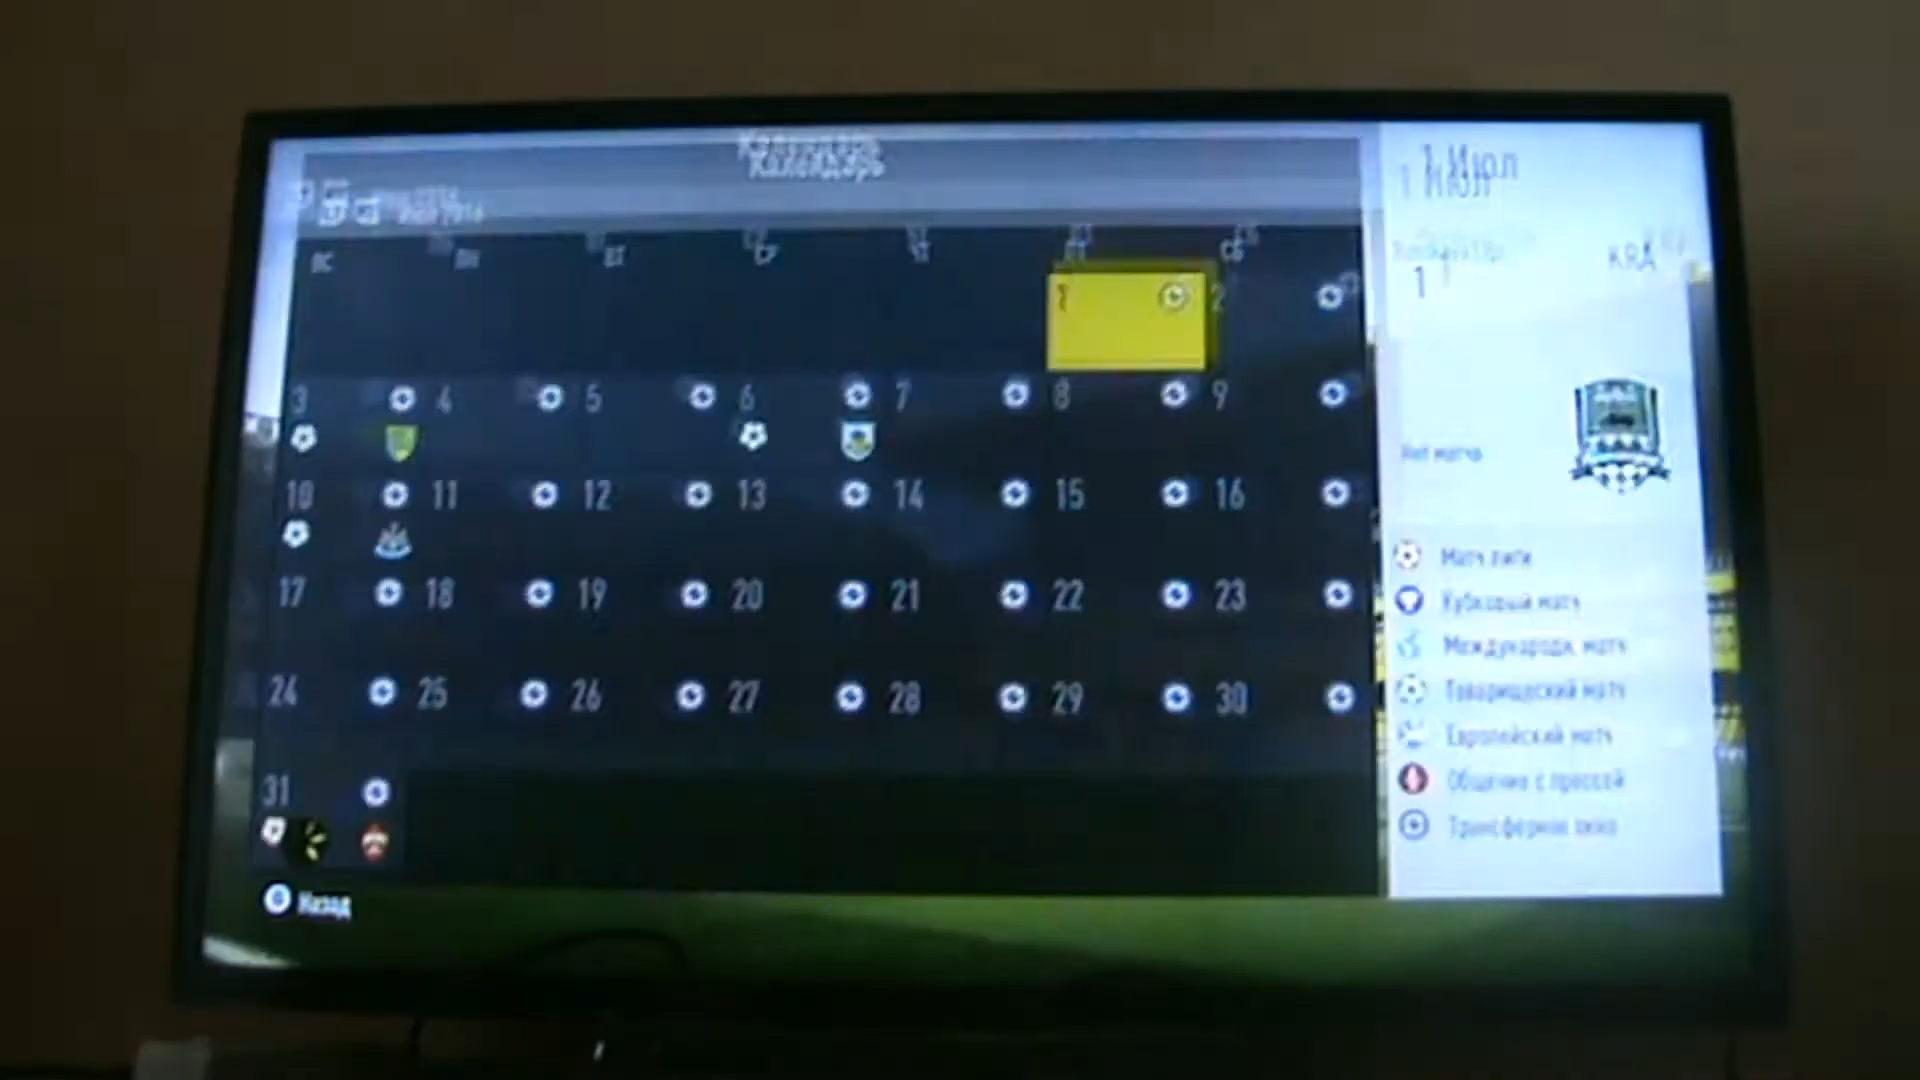 Календарь
1 Июл
ВС ПН ВТ СР ЧТ ПТ СБ
KRA
1
1 2
3 4 5 6 7 8 9
Нет матча
10 11 12 13 14 15 16
Матч лиги
17 18 19 20 21 22 23
Кубковый матч
Международн. матч
24 25 26 27 28 29 30
Товарищеский матч
Европейский матч
31
Общение с прессой
Трансферное окно
Назад